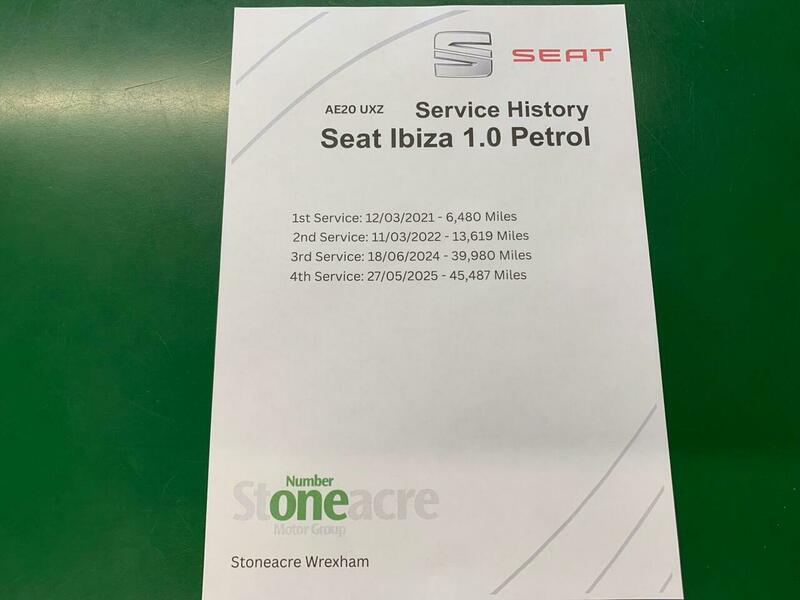 SEAT
AE20 UXZ Service History
Seat Ibiza 1.0 Petrol
1st Service: 12/03/2021 - 6,480 Miles
2nd Service: 11/03/2022 - 13,619 Miles
3rd Service: 18/06/2024 - 39,980 Miles
4th Service: 27/05/2025 - 45,487 Miles
Number
Stoneacre
Motor Group
Stoneacre Wrexham